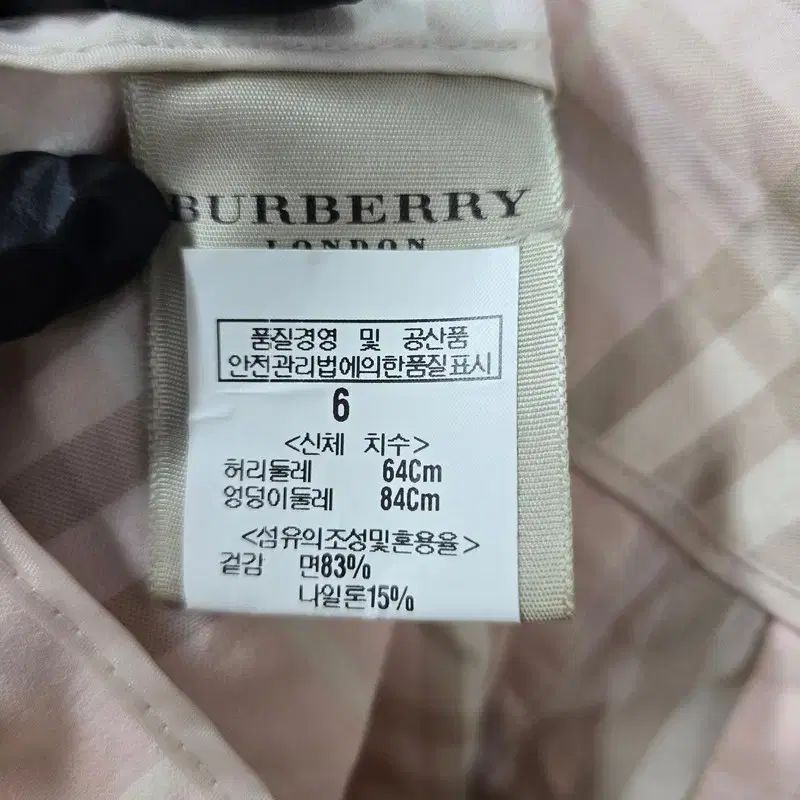 BURBERRY
LONDON
품질경영 및 공산품
안전관리법에의한품질표시
6
<신체 치수>
허리둘레 64Cm
엉덩이둘레 84Cm
<섬유의조성및혼용율>
겉감 면83%
나일론15%